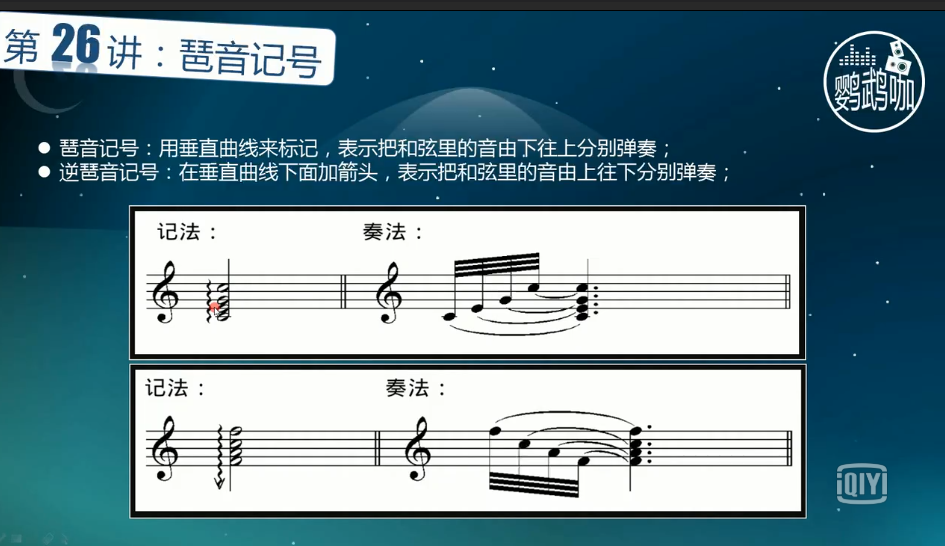 第 26 讲：琶音记号
鹦鹉咖
琶音记号：用垂直曲线来标记，表示把和弦里的音由下往上分别弹奏；
逆琶音记号：在垂直曲线下面加箭头，表示把和弦里的音由上往下分别弹奏；
记法： 奏法：
记法： 奏法：
iQIYI